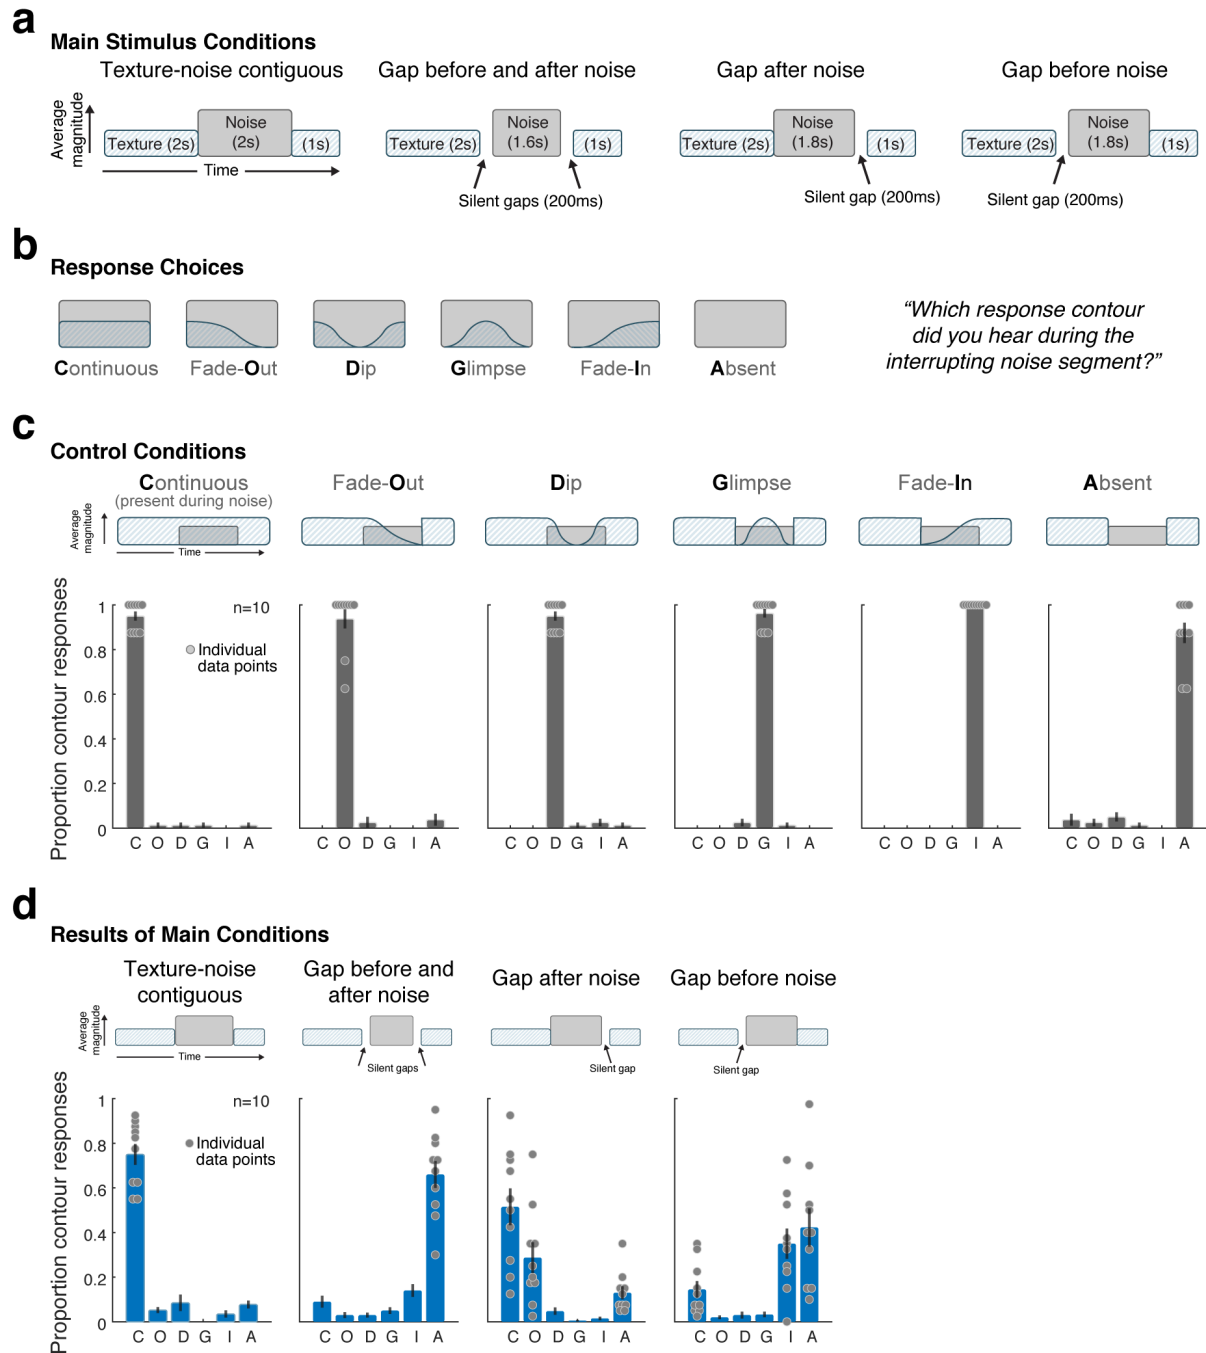 a
Main Stimulus Conditions
Texture-noise contiguous
Gap before and after noise
Gap after noise
Gap before noise
Average
magnitude
Texture (2s)
Noise
(2s)
(1s)
Time
Texture (2s)
Noise
(1.6s)
(1s)
Silent gaps (200ms)
Texture (2s)
Noise
(1.8s)
(1s)
Silent gap (200ms)
Texture (2s)
Noise
(1.8s)
(1s)
Silent gap (200ms)
b
Response Choices
Continuous
Fade-Out
Dip
Glimpse
Fade-In
Absent
“Which response contour
did you hear during the
interrupting noise segment?”
c
Control Conditions
Continuous
(present during noise)
Fade-Out
Dip
Glimpse
Fade-In
Absent
Average
magnitude
Time
Proportion contour responses
1
0.8
0.6
0.4
0.2
0
n=10
Individual
data points
C O D G I A
C O D G I A
C O D G I A
C O D G I A
C O D G I A
C O D G I A
d
Results of Main Conditions
Texture-noise
contiguous
Gap before and
after noise
Gap after noise
Gap before noise
Average
magnitude
Time
Silent gaps
Silent gap
Silent gap
Proportion contour responses
1
0.8
0.6
0.4
0.2
0
n=10
Individual
data points
C O D G I A
C O D G I A
C O D G I A
C O D G I A